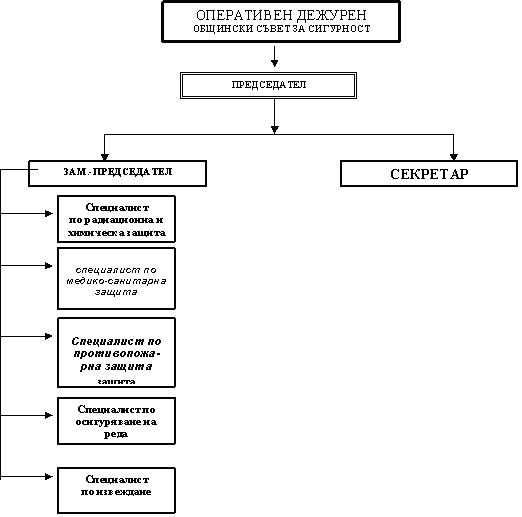 ОПЕРАТИВЕН ДЕЖУРЕН
ОБЩИНСКИ СЪВЕТ ЗА СИГУРНОСТ
ПРЕДСЕДАТЕЛ
ЗАМ.- ПРЕДСЕДАТЕЛ
СЕКРЕТАР
Специалист
по радиационна и
химическа защита
специалист по
медико-санитарна
защита
Специалист по
противопожа-
рна защита
защита
Специалист по
осигуряване на
реда
Специалист
по извеждане